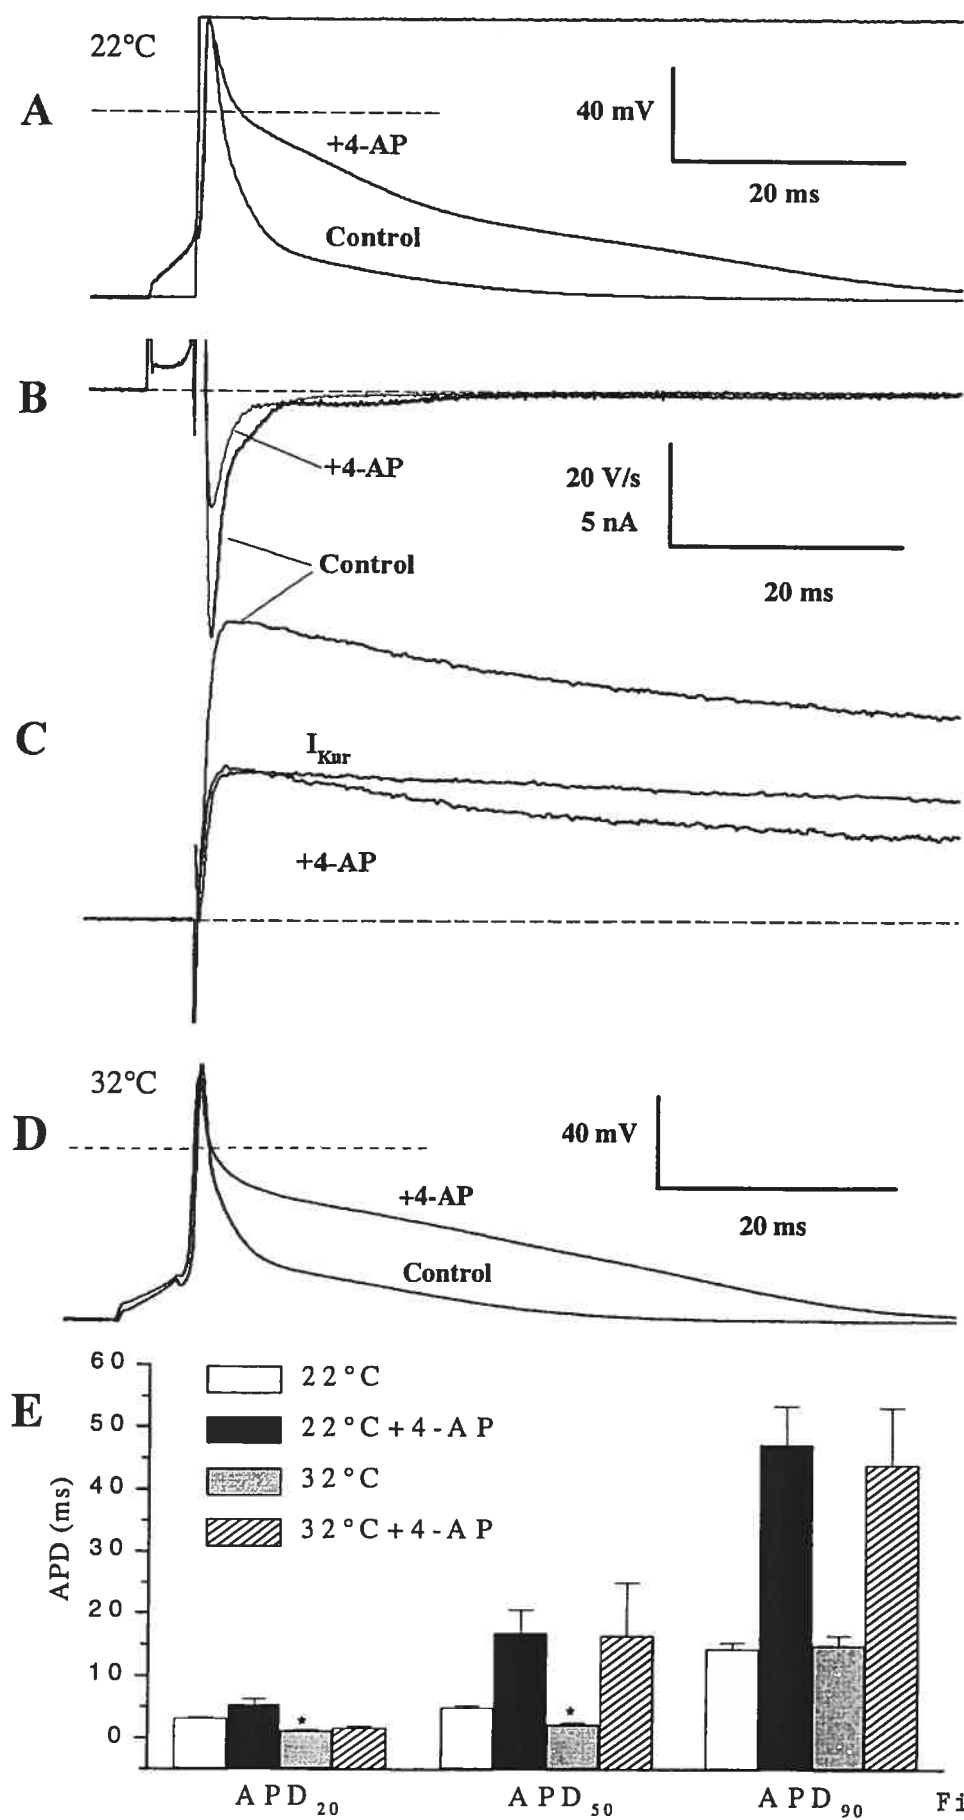 22°C
A
40 mV
+4-AP
20 ms
Control
B
+4-AP
20 V/s
5 nA
Control
20 ms
C
I Kur
+4-AP
32°C
D
40 mV
+4-AP
20 ms
Control
E
60
50
40
30
20
10
0
APD (ms)
22°C
22°C+4-AP
32°C
32°C+4-AP
*
*
APD20 APD50 APD90 Fi